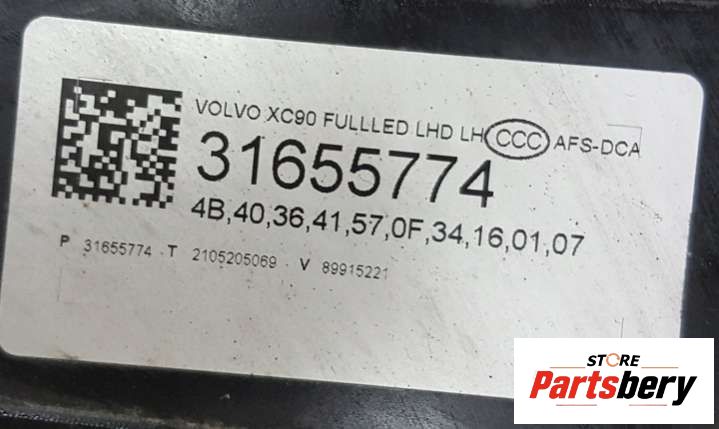 VOLVO XC90 FULLLED LHD LH CCC AFS-DCA
31655774
4B,40,36,41,57,0F,34,16,01,07
P 31655774 · T 2105205069 · V 89915221
STORE
Partsbery